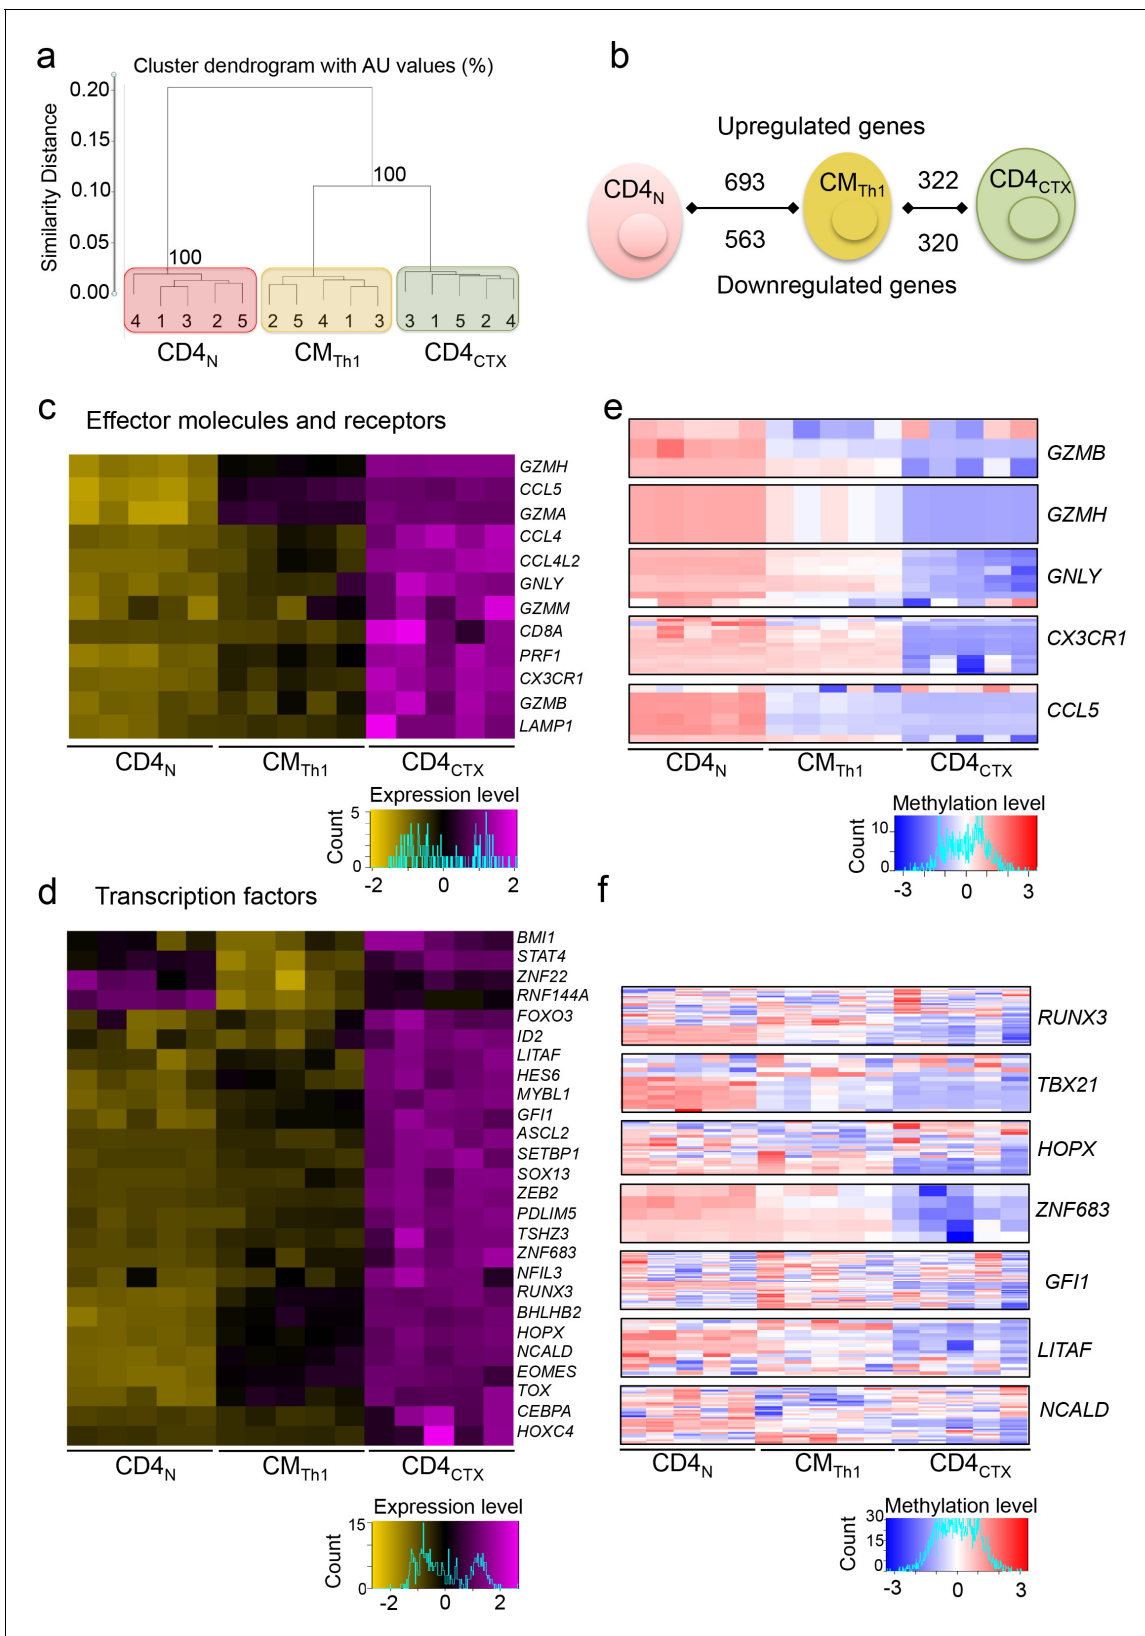 a
Cluster dendrogram with AU values (%)
Similarity Distance
0.20
0.15
0.10
0.05
0.00
100
100
4 1 3 2 5
2 5 4 1 3
3 1 5 2 4
CD4N
CMTh1
CD4CTX
b
Upregulated genes
CD4N
693
CMTh1
322
CD4CTX
563
320
Downregulated genes
c
Effector molecules and receptors
GZMH
CCL5
GZMA
CCL4
CCL4L2
GNLY
GZMM
CD8A
PRF1
CX3CR1
GZMB
LAMP1
CD4N
CMTh1
CD4CTX
Expression level
Count
5
0
-2 0 2
e
GZMB
GZMH
GNLY
CX3CR1
CCL5
CD4N
CMTh1
CD4CTX
Methylation level
Count
10
0
-3 0 3
d
Transcription factors
BMI1
STAT4
ZNF22
RNF144A
FOXO3
ID2
LITAF
HES6
MYBL1
GFI1
ASCL2
SETBP1
SOX13
ZEB2
PDLIM5
TSHZ3
ZNF683
NFIL3
RUNX3
BHLHB2
HOPX
NCALD
EOMES
TOX
CEBPA
HOXC4
CD4N
CMTh1
CD4CTX
Expression level
Count
15
0
-2 0 2
f
RUNX3
TBX21
HOPX
ZNF683
GFI1
LITAF
NCALD
CD4N
CMTh1
CD4CTX
Methylation level
Count
30
15
0
-3 0 3